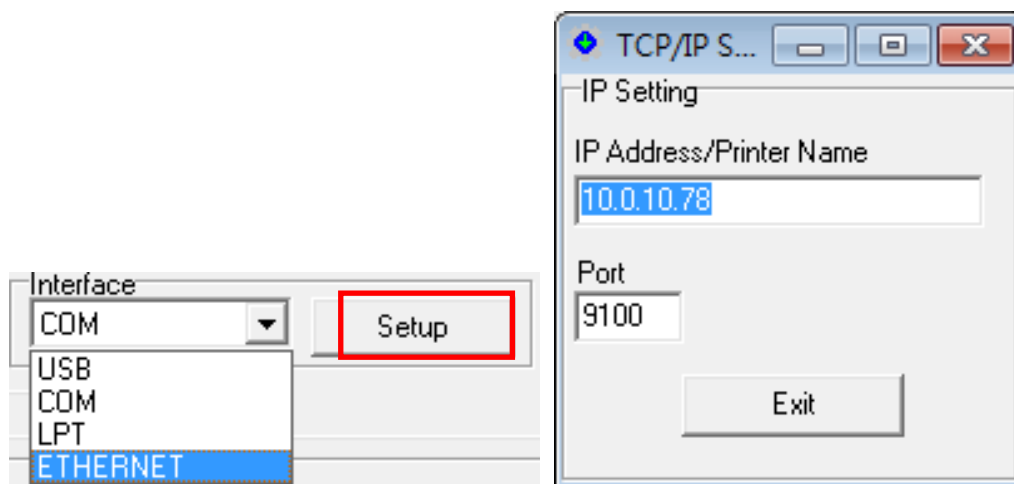 Interface
COM
Setup
USB
COM
LPT
ETHERNET
TCP/IP S...
IP Setting
IP Address/Printer Name
10.0.10.78
Port
9100
Exit